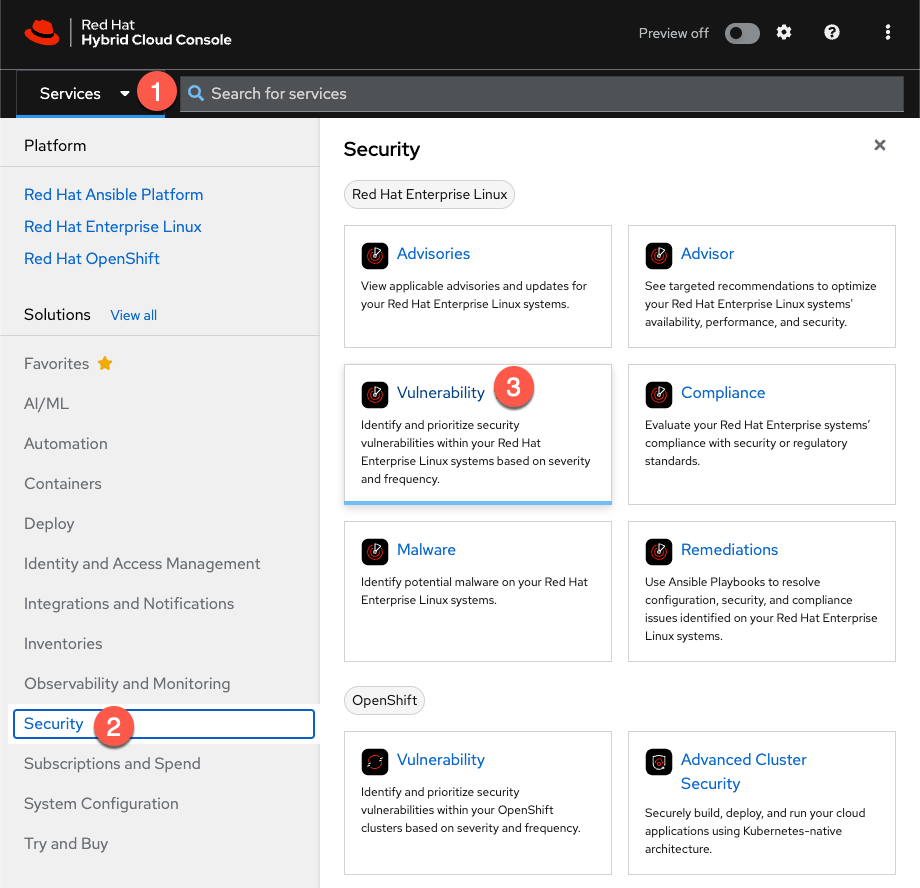 Red Hat
Hybrid Cloud Console
Preview off
Services
1
Search for services
Platform
Red Hat Ansible Platform
Red Hat Enterprise Linux
Red Hat OpenShift
Solutions View all
Favorites
AI/ML
Automation
Containers
Deploy
Identity and Access Management
Integrations and Notifications
Inventories
Observability and Monitoring
Security
2
Subscriptions and Spend
System Configuration
Try and Buy
Security
Red Hat Enterprise Linux
Advisories
View applicable advisories and updates for
your Red Hat Enterprise Linux systems.
Advisor
See targeted recommendations to optimize
your Red Hat Enterprise Linux systems'
availability, performance, and security.
Vulnerability
3
Identify and prioritize security
vulnerabilities within your Red Hat
Enterprise Linux systems based on severity
and frequency.
Compliance
Evaluate your Red Hat Enterprise systems’
compliance with security or regulatory
standards.
Malware
Identify potential malware on your Red Hat
Enterprise Linux systems.
Remediations
Use Ansible Playbooks to resolve
configuration, security, and compliance
issues identified on your Red Hat Enterprise
Linux systems.
OpenShift
Vulnerability
Identify and prioritize security
vulnerabilities within your OpenShift
clusters based on severity and frequency.
Advanced Cluster
Security
Securely build, deploy, and run your cloud
applications using Kubernetes-native
architecture.